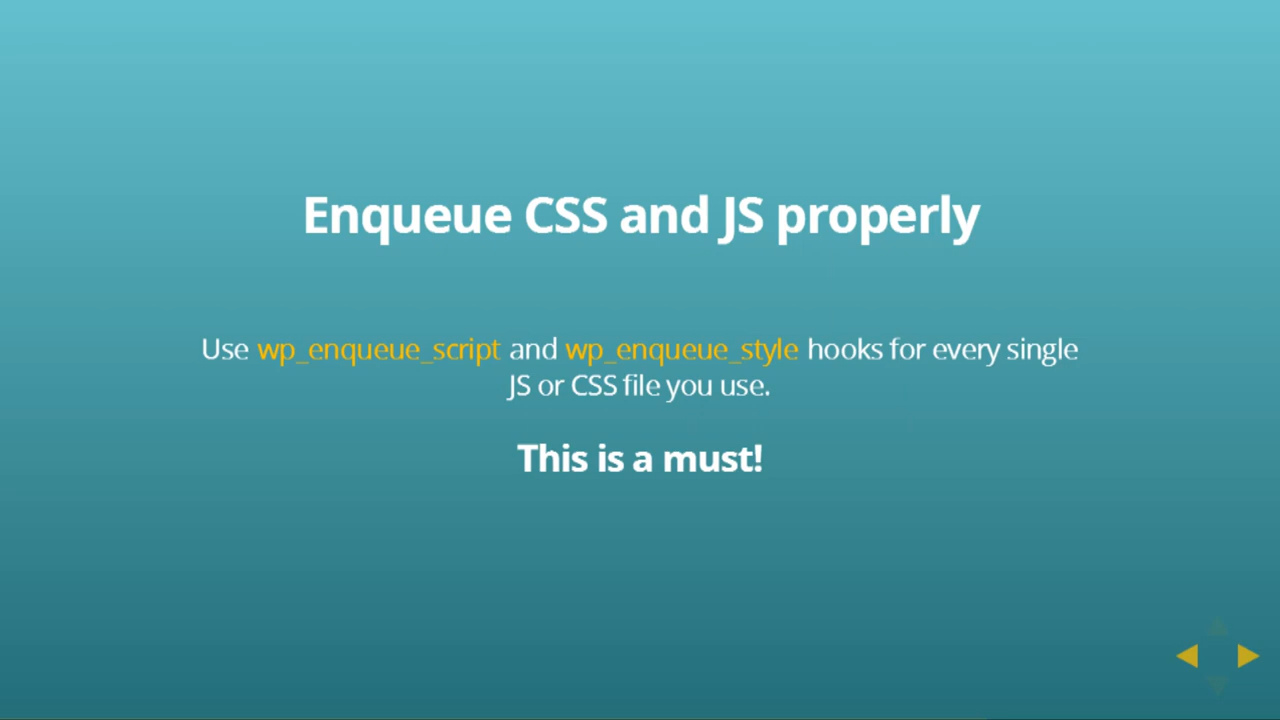 Enqueue CSS and JS properly
Use wp_enqueue_script and wp_enqueue_style hooks for every single
JS or CSS file you use.
This is a must!